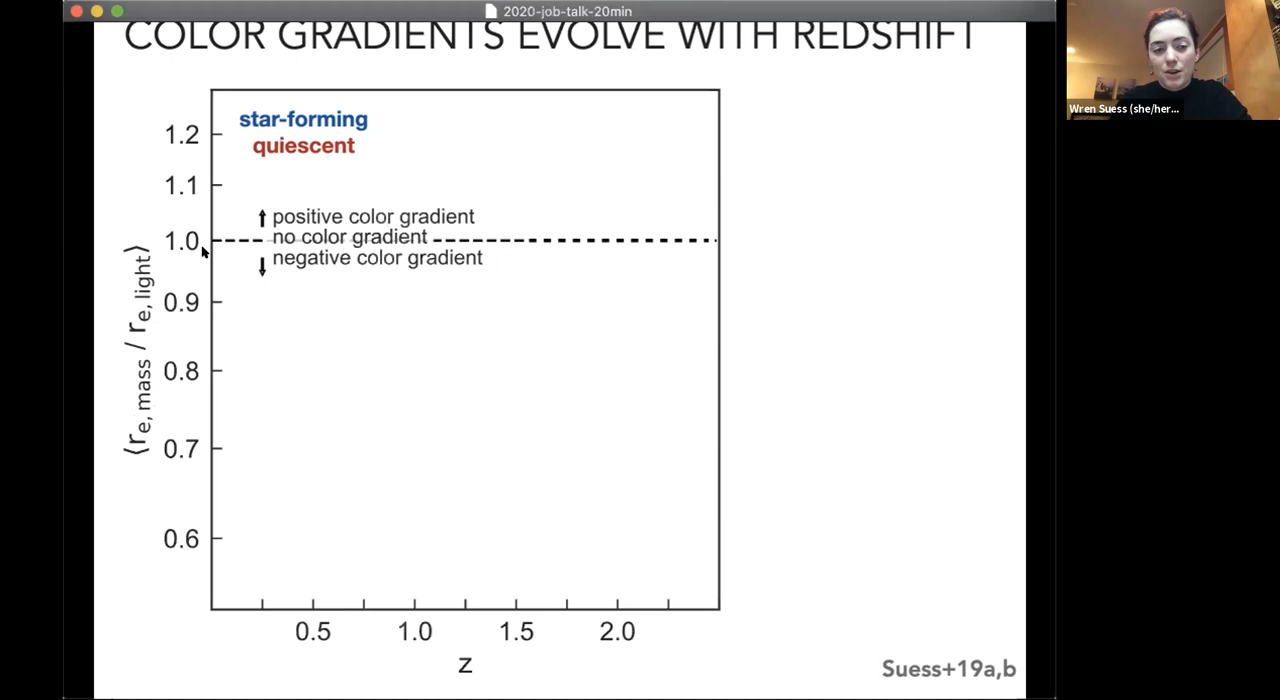 2020-job-talk-20min
COLOR GRADIENTS EVOLVE WITH REDSHIFT
Wren Suess (she/her...
star-forming
quiescent
1.2
1.1
1.0
0.9
0.8
0.7
0.6
positive color gradient
no color gradient
negative color gradient
⟨re, mass / re, light⟩
0.5 1.0 1.5 2.0
z
Suess+19a,b